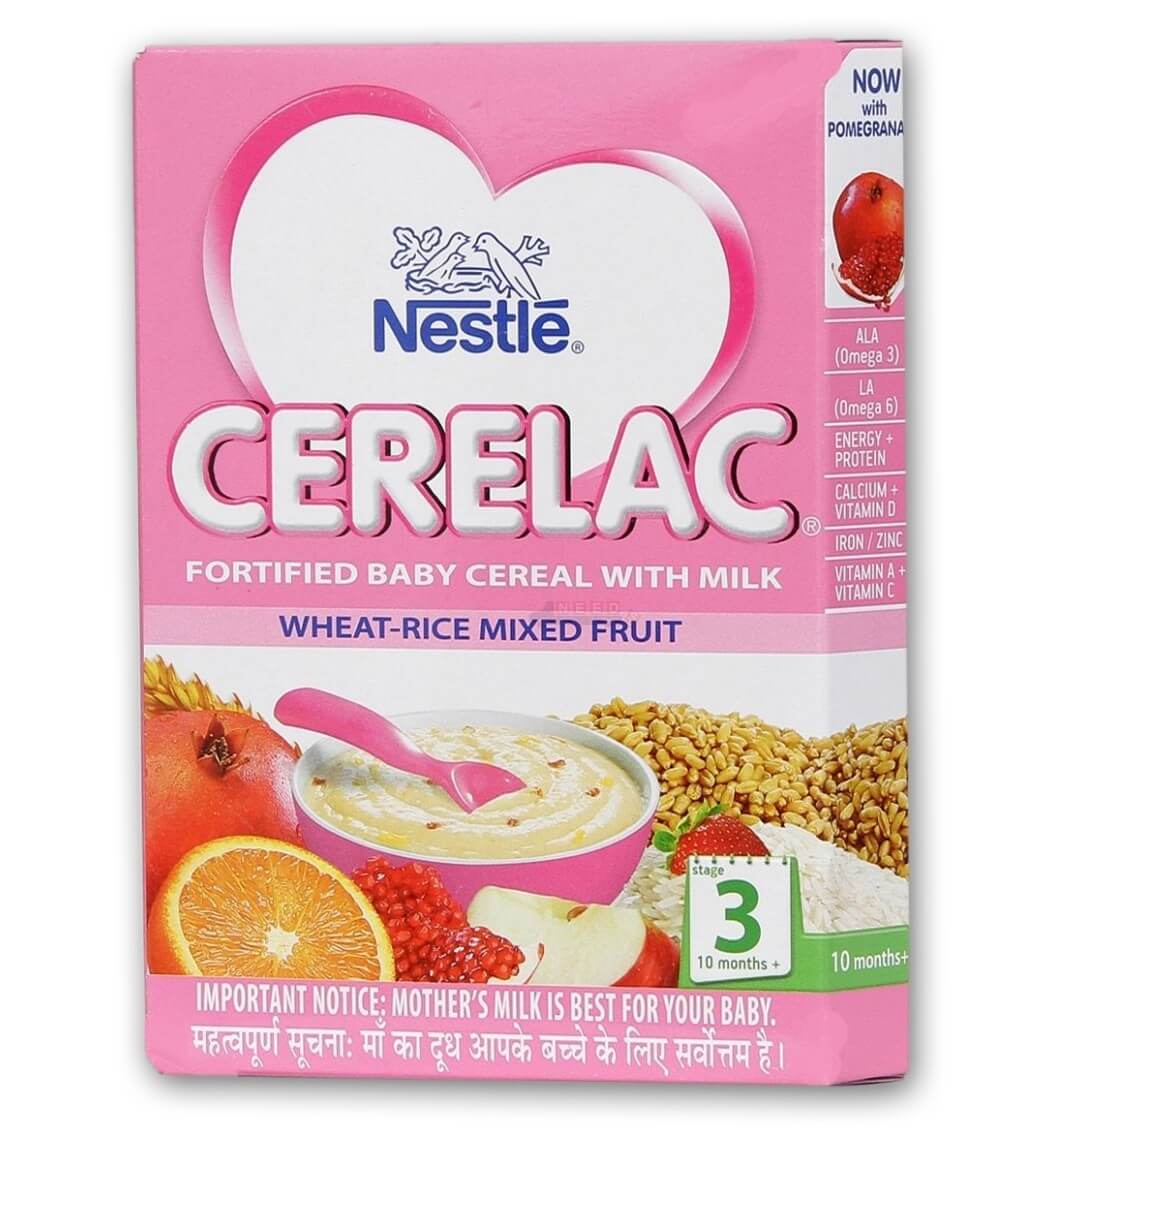 Nestlé®
CERELAC®
FORTIFIED BABY CEREAL WITH MILK
NEED
WHEAT-RICE MIXED FRUIT
stage
3
10 months +
IMPORTANT NOTICE: MOTHER'S MILK IS BEST FOR YOUR BABY.
महत्वपूर्ण सूचनाः माँ का दूध आपके बच्चे के लिए सर्वोत्तम है।
NOW
with
POMEGRANA
ALA
(Omega 3)
LA
(Omega 6)
ENERGY +
PROTEIN
CALCIUM +
VITAMIN D
IRON / ZINC
VITAMIN A +
VITAMIN C
10 months+